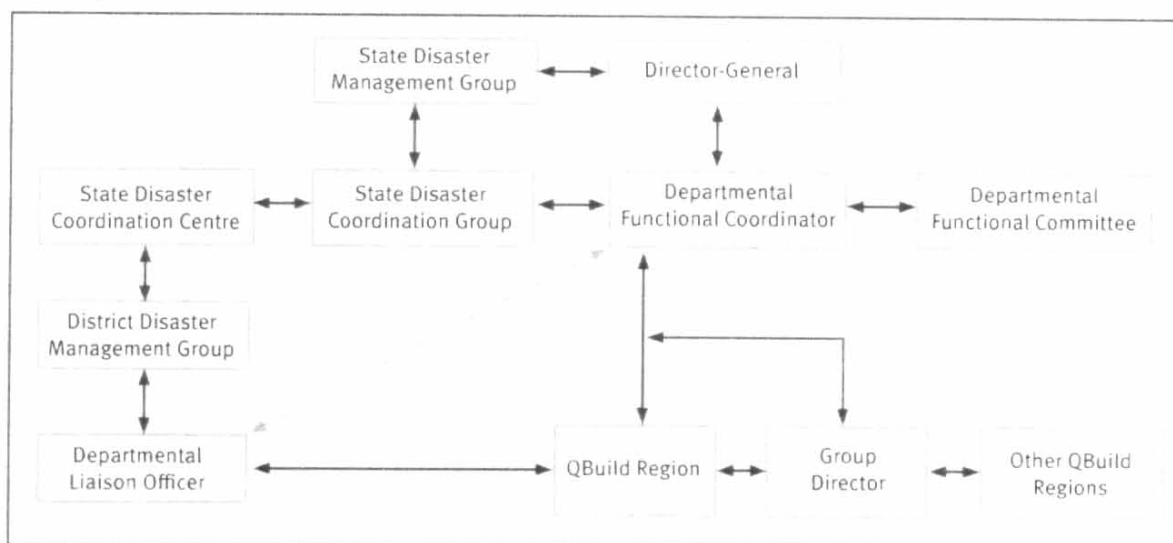 State Disaster
Management Group
Director-General
State Disaster
Coordination Centre
State Disaster
Coordination Group
Departmental
Functional Coordinator
Departmental
Functional Committee
District Disaster
Management Group
Departmental
Liaison Officer
QBuild Region
Group
Director
Other QBuild
Regions